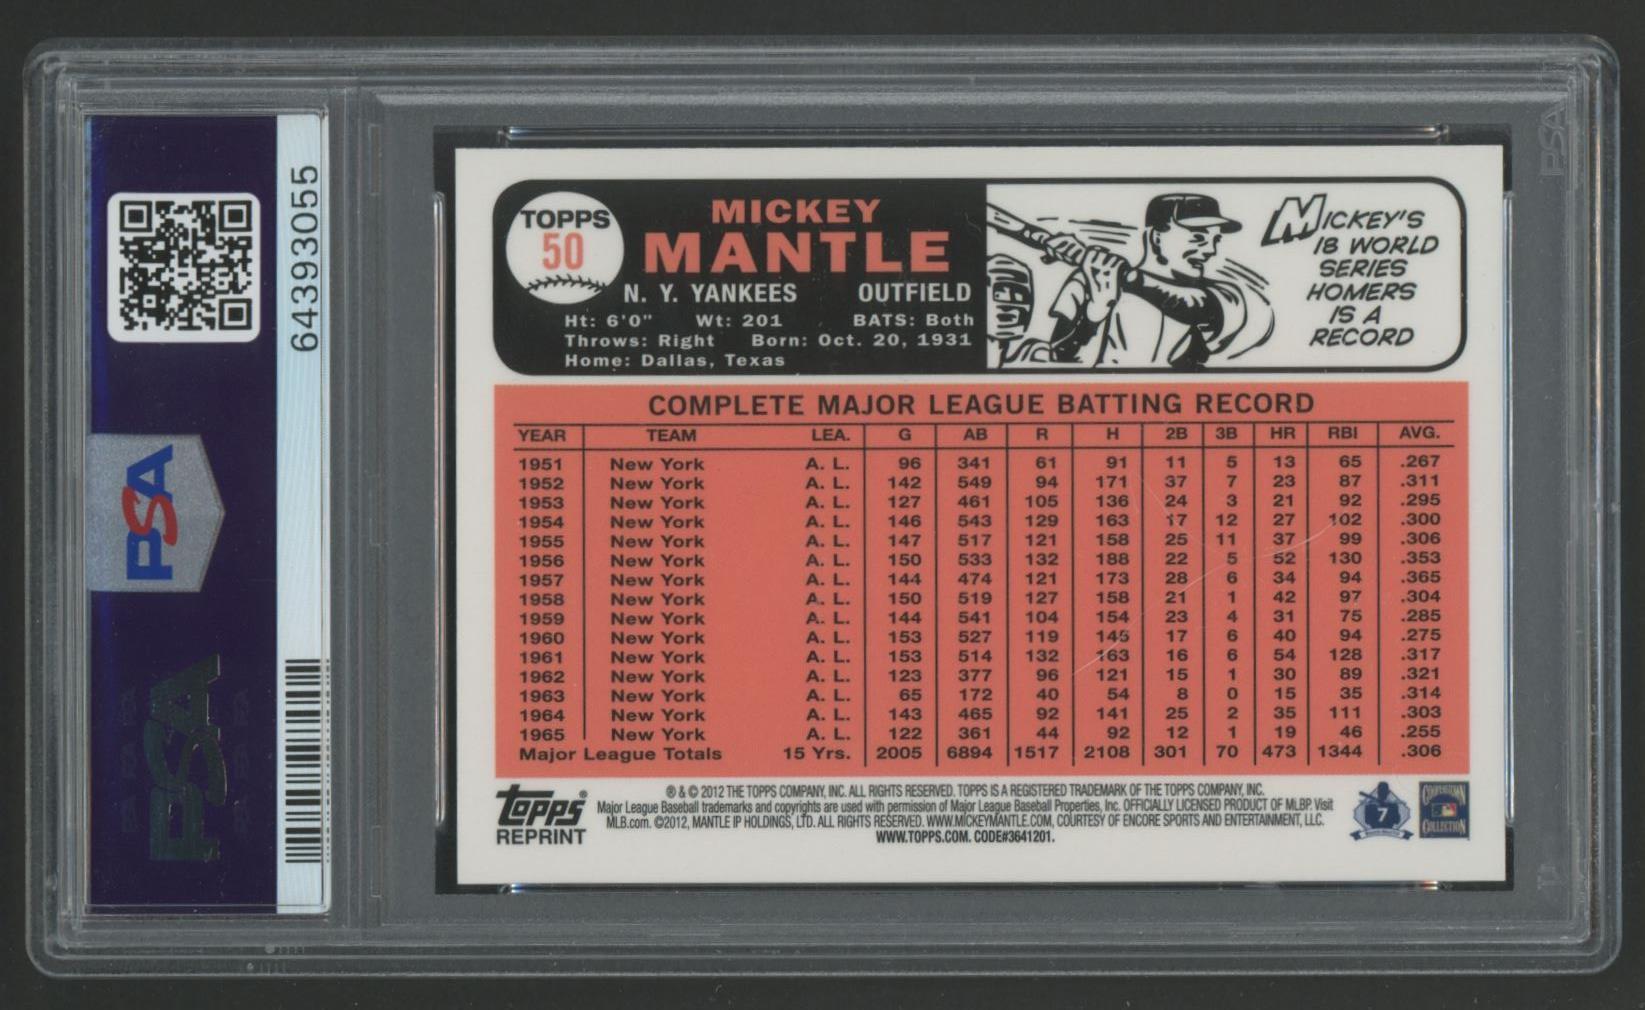 64393055
PSA
PSA
PSA
TOPPS
50
MICKEY
MANTLE
N. Y. YANKEES OUTFIELD
Ht: 6'0" Wt: 201 BATS: Both
Throws: Right Born: Oct. 20, 1931
Home: Dallas, Texas
MICKEY'S
18 WORLD
SERIES
HOMERS
IS A
RECORD
COMPLETE MAJOR LEAGUE BATTING RECORD
YEAR TEAM LEA. G AB R H 2B 3B HR RBI AVG.
1951 New York A. L. 96 341 61 91 11 5 13 65 .267
1952 New York A. L. 142 549 94 171 37 7 23 87 .311
1953 New York A. L. 127 461 105 136 24 3 21 92 .295
1954 New York A. L. 146 543 129 163 17 12 27 102 .300
1955 New York A. L. 147 517 121 158 25 11 37 99 .306
1956 New York A. L. 150 533 132 188 22 5 52 130 .353
1957 New York A. L. 144 474 121 173 28 6 34 94 .365
1958 New York A. L. 150 519 127 158 21 1 42 97 .304
1959 New York A. L. 144 541 104 154 23 4 31 75 .285
1960 New York A. L. 153 527 119 145 17 6 40 94 .275
1961 New York A. L. 153 514 132 163 16 6 54 128 .317
1962 New York A. L. 123 377 96 121 15 1 30 89 .321
1963 New York A. L. 65 172 40 54 8 0 15 35 .314
1964 New York A. L. 143 465 92 141 25 2 35 111 .303
1965 New York A. L. 122 361 44 92 12 1 19 46 .255
Major League Totals 15 Yrs. 2005 6894 1517 2108 301 70 473 1344 .306
TOPPS®
REPRINT
® & © 2012 THE TOPPS COMPANY, INC. ALL RIGHTS RESERVED. TOPPS IS A REGISTERED TRADEMARK OF THE TOPPS COMPANY, INC.
Major League Baseball trademarks and copyrights are used with permission of Major League Baseball Properties, Inc. OFFICIALLY LICENSED PRODUCT OF MLBP. Visit
MLB.com. ©2012, MANTLE IP HOLDINGS, LTD. ALL RIGHTS RESERVED. WWW.MICKEYMANTLE.COM, COURTESY OF ENCORE SPORTS AND ENTERTAINMENT, LLC.
WWW.TOPPS.COM. CODE#3641201.
7
COOPERSTOWN
COLLECTION